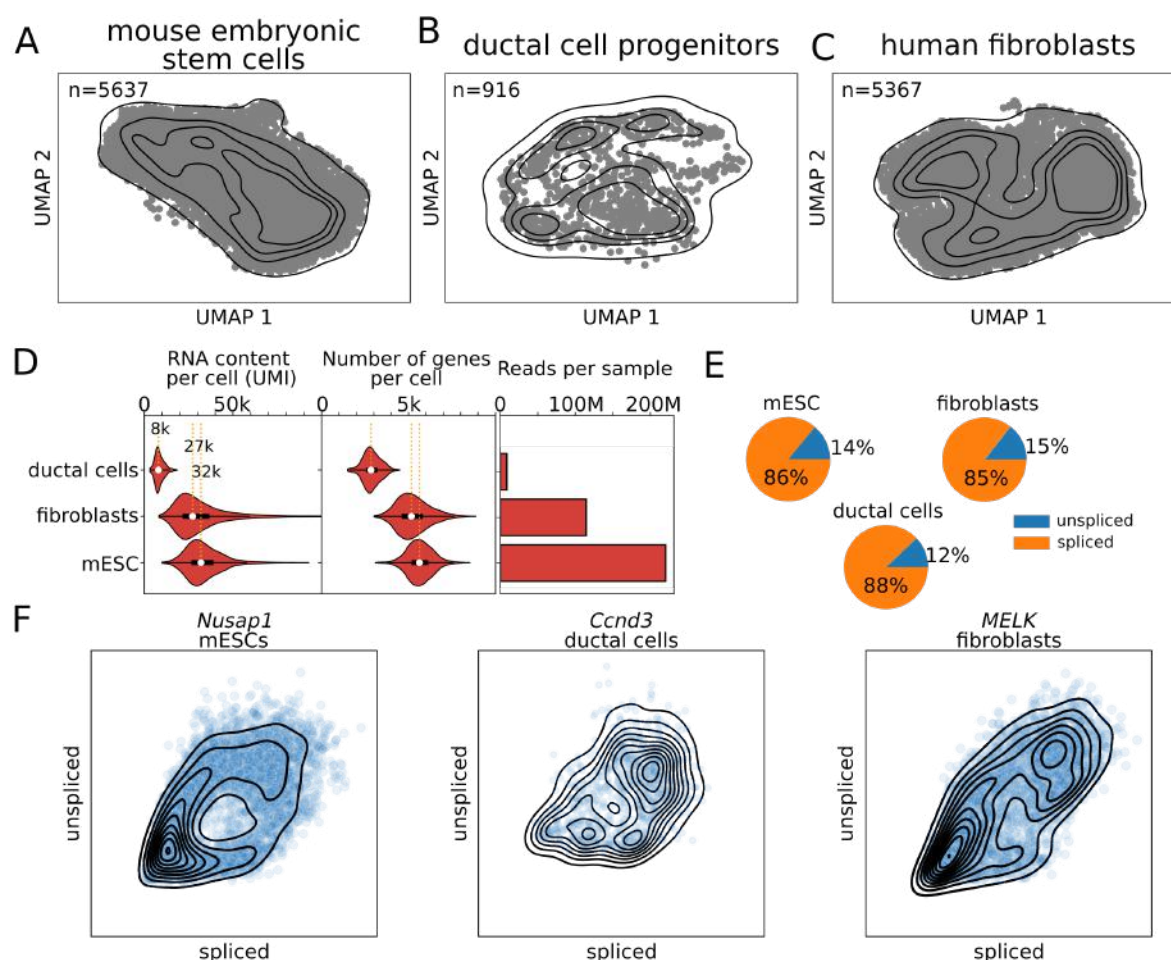 A
mouse embryonic
stem cells
n=5637
UMAP 2
UMAP 1
B
ductal cell progenitors
n=916
UMAP 2
UMAP 1
C
human fibroblasts
n=5367
UMAP 2
UMAP 1
D
RNA content
per cell (UMI)
0 50k
Number of genes
per cell
0 5k
Reads per sample
0 100M 200M
8k
27k
32k
ductal cells
fibroblasts
mESC
E
mESC
14%
86%
fibroblasts
15%
85%
ductal cells
12%
88%
unspliced
spliced
F
Nusap1
mESCs
unspliced
spliced
Ccnd3
ductal cells
unspliced
spliced
MELK
fibroblasts
unspliced
spliced